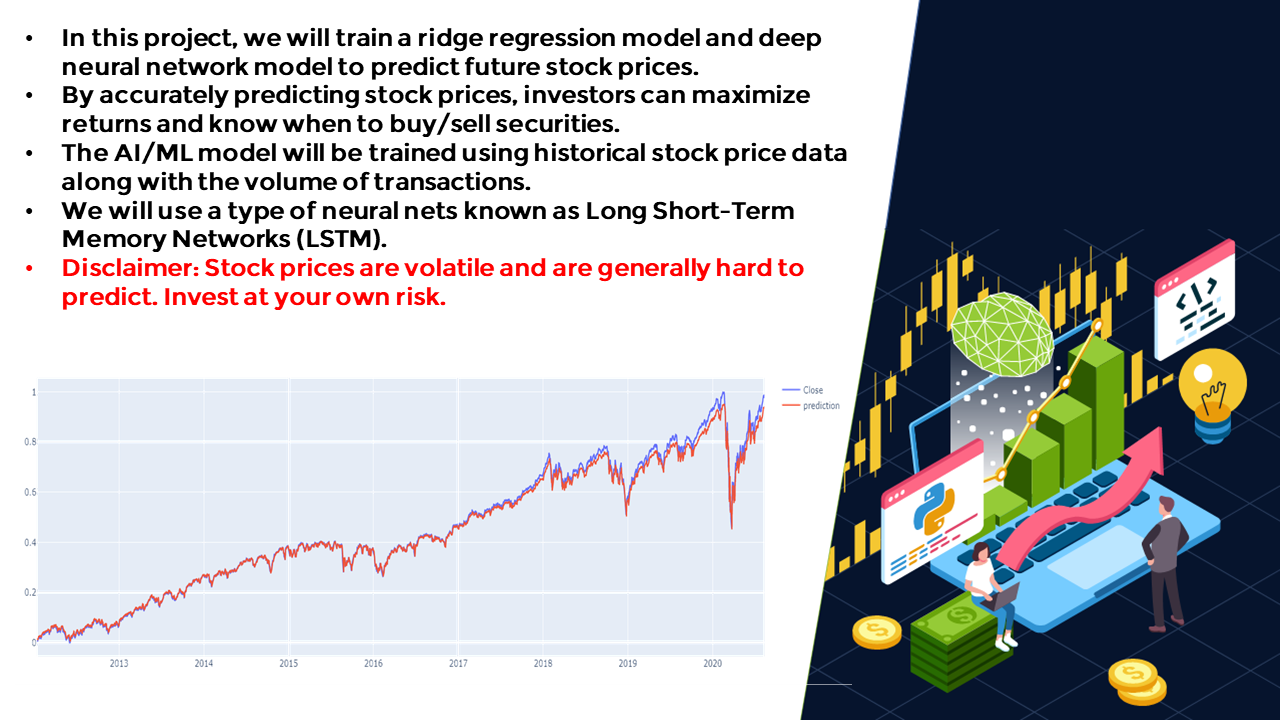 • In this project, we will train a ridge regression model and deep
neural network model to predict future stock prices.
• By accurately predicting stock prices, investors can maximize
returns and know when to buy/sell securities.
• The AI/ML model will be trained using historical stock price data
along with the volume of transactions.
• We will use a type of neural nets known as Long Short-Term
Memory Networks (LSTM).
• Disclaimer: Stock prices are volatile and are generally hard to
predict. Invest at your own risk.
1
0.8
0.6
0.4
0.2
0
2013 2014 2015 2016 2017 2018 2019 2020
Close
prediction
<\>
$
$
$
$